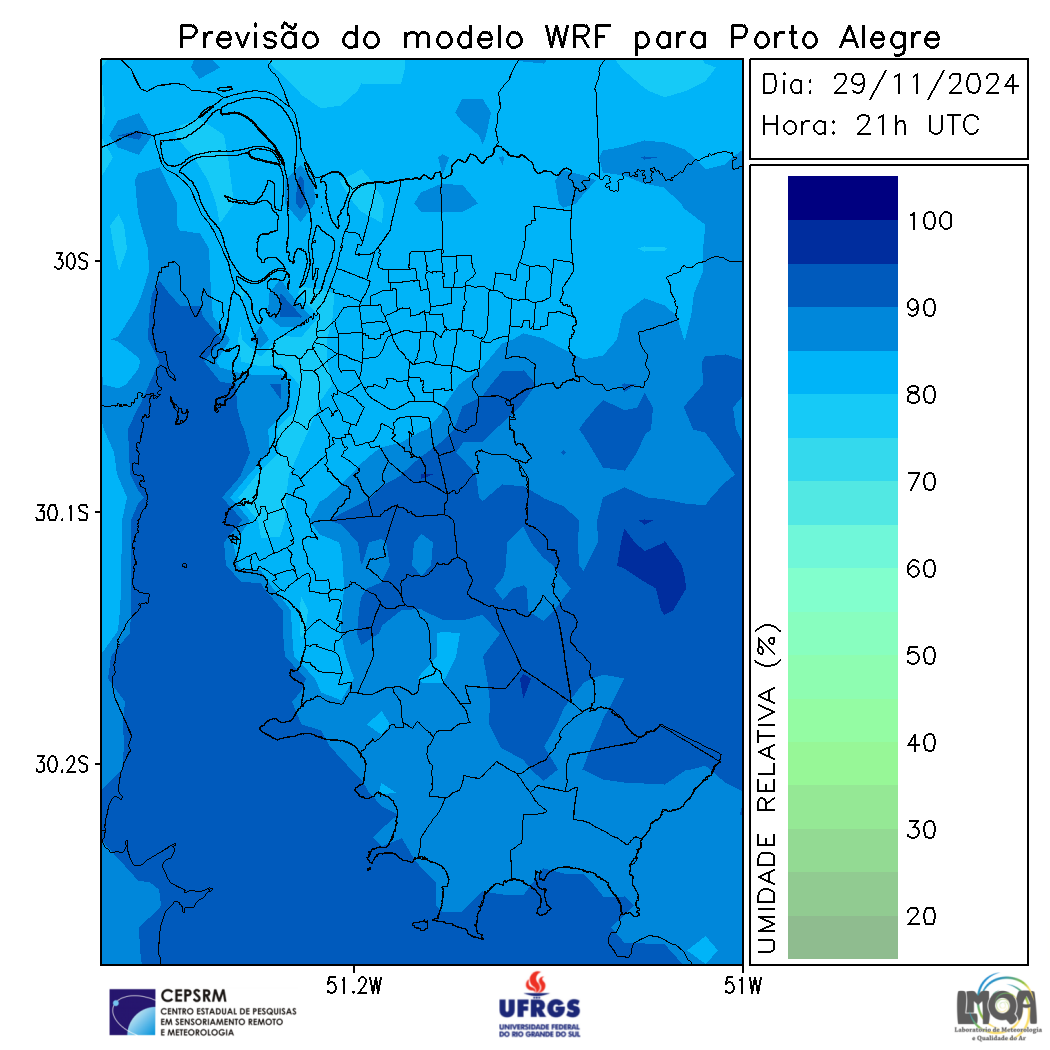 Previsão do modelo WRF para Porto Alegre
Dia: 29/11/2024
Hora: 21h UTC
30S
30.1S
30.2S
51.2W
51W
100
90
80
70
60
50
40
30
20
UMIDADE RELATIVA (%)
CEPSRM
CENTRO ESTADUAL DE PESQUISAS
EM SENSORIAMENTO REMOTO
E METEOROLOGIA
UFRGS
UNIVERSIDADE FEDERAL
DO RIO GRANDE DO SUL
LMQA
Laboratório de Meteorologia
e Qualidade do Ar